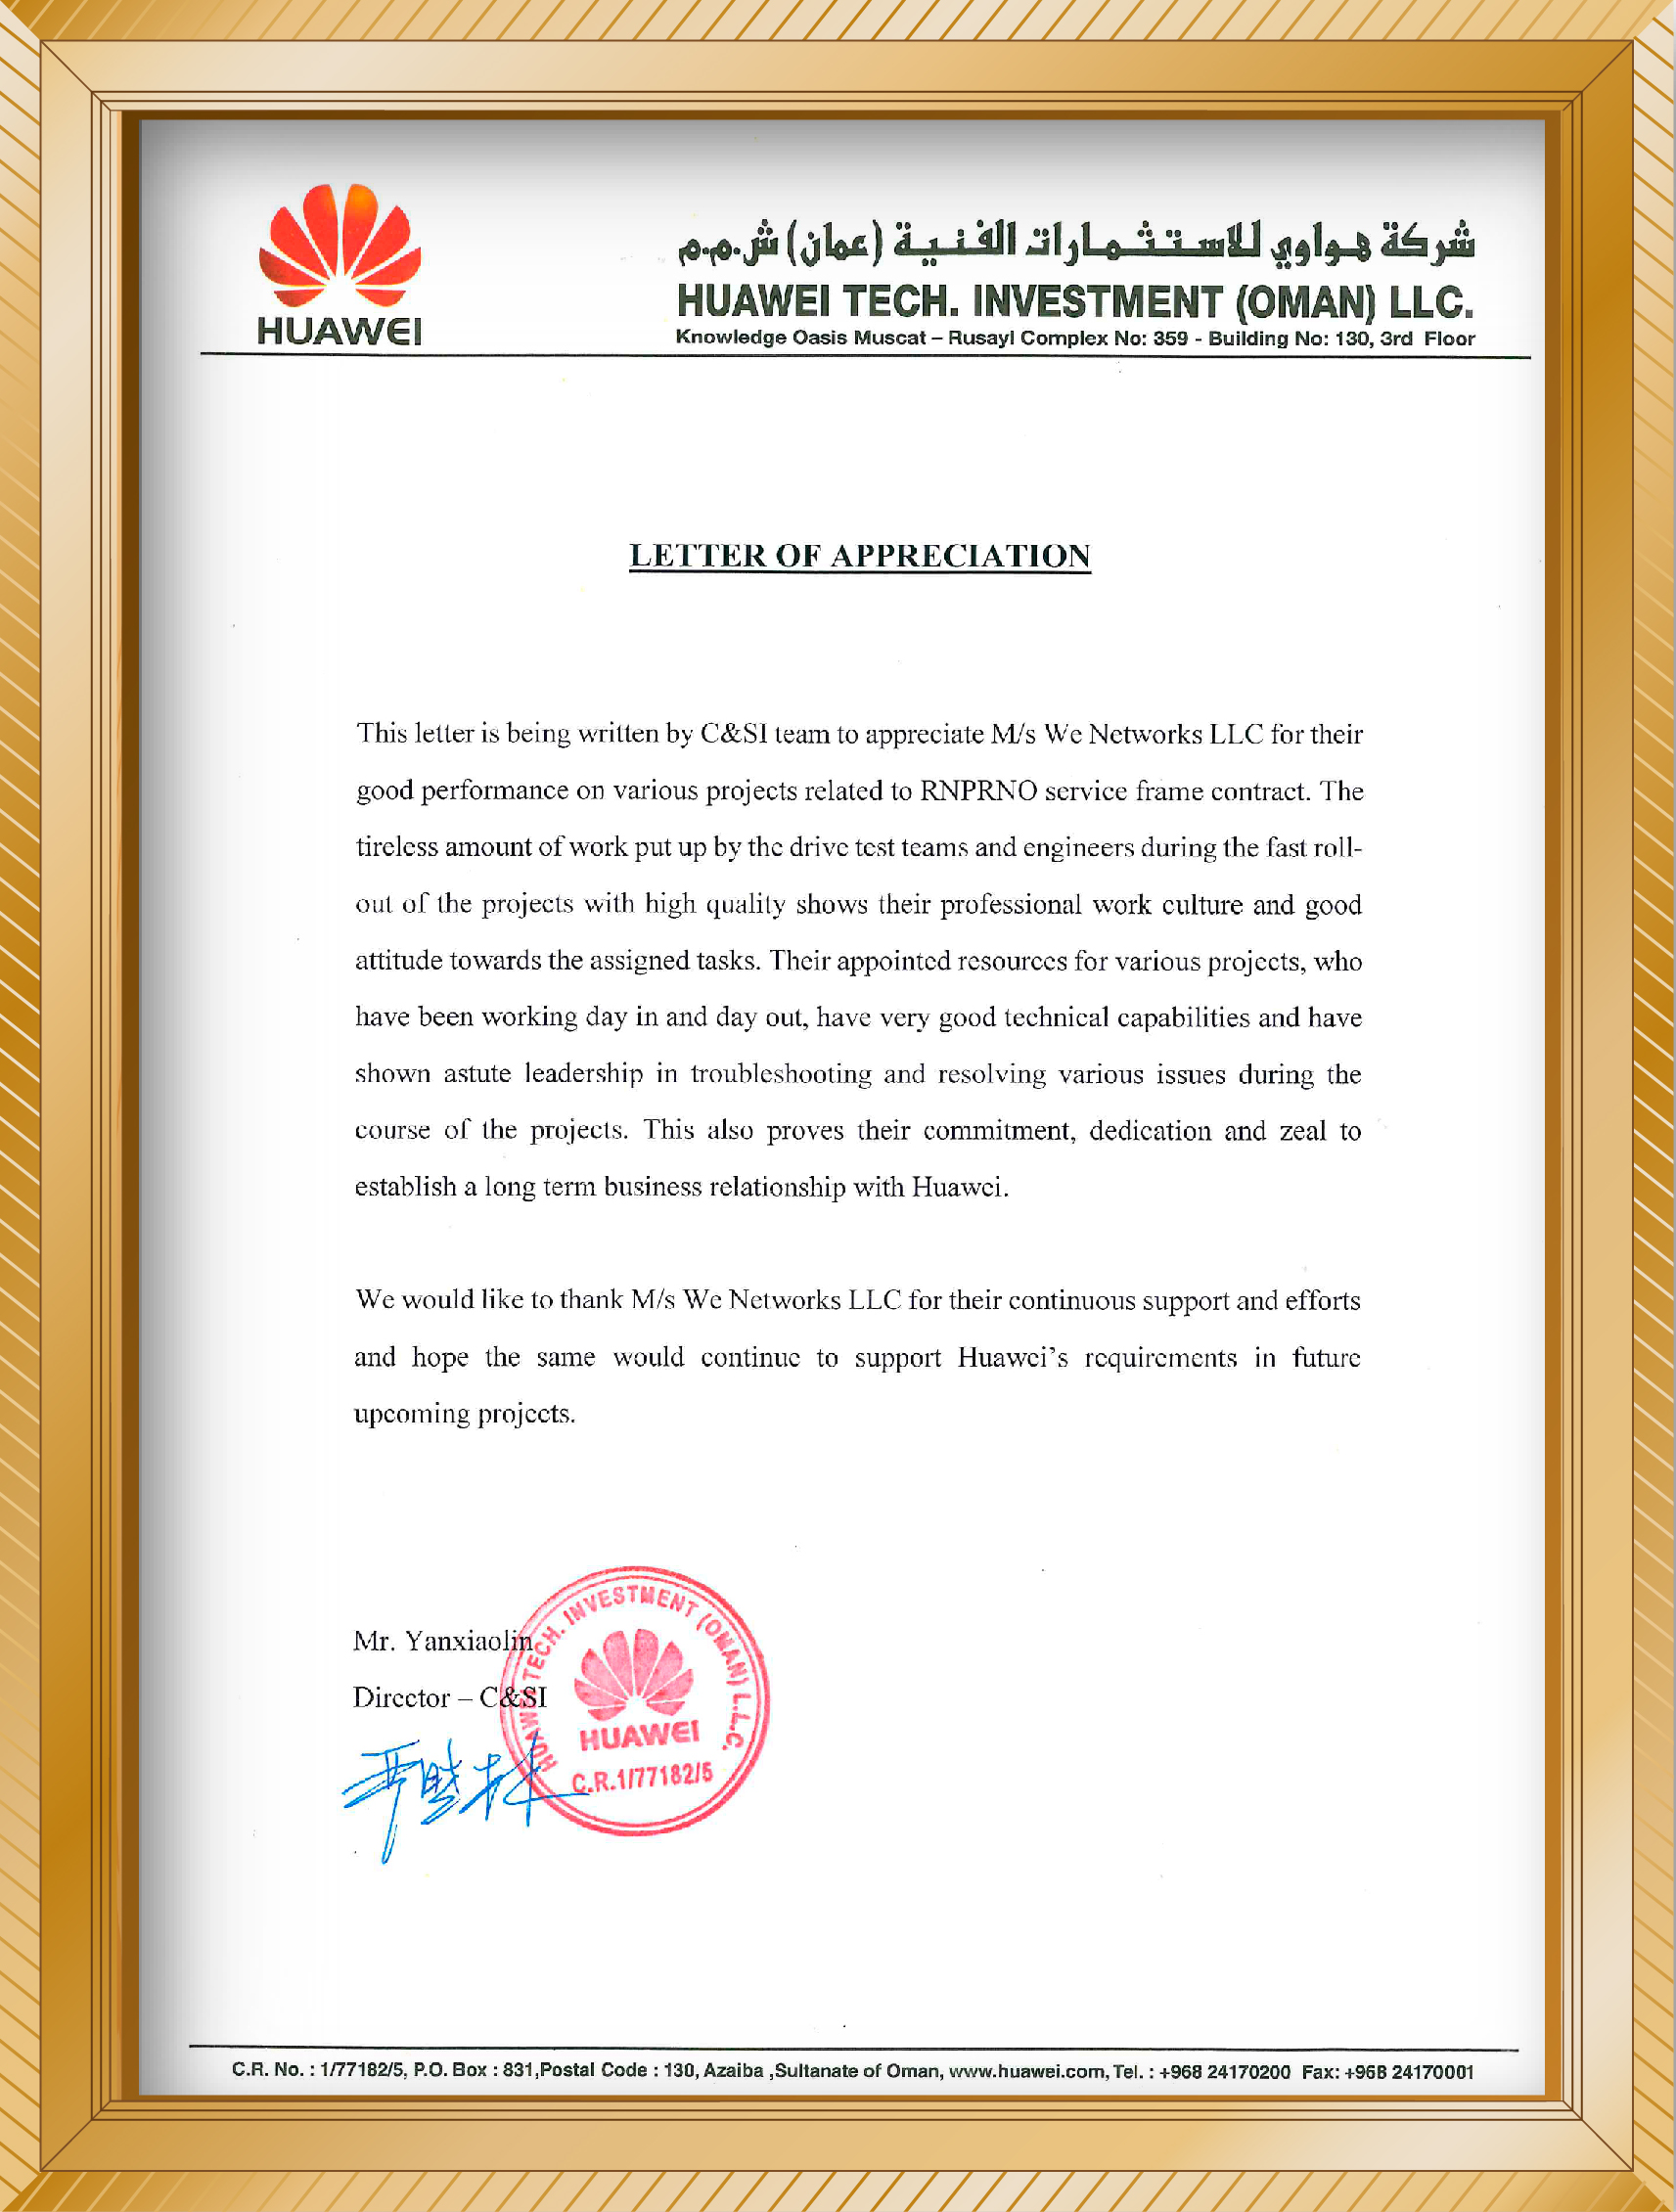 HUAWEI
شركة هواوي للاستثمارات الفنية (عمان) ش.م.م
HUAWEI TECH. INVESTMENT (OMAN) LLC.
Knowledge Oasis Muscat – Rusayl Complex No: 359 - Building No: 130, 3rd Floor
LETTER OF APPRECIATION
This letter is being written by C&SI team to appreciate M/s We Networks LLC for their
good performance on various projects related to RNPRNO service frame contract. The
tireless amount of work put up by the drive test teams and engineers during the fast roll-
out of the projects with high quality shows their professional work culture and good
attitude towards the assigned tasks. Their appointed resources for various projects, who
have been working day in and day out, have very good technical capabilities and have
shown astute leadership in troubleshooting and resolving various issues during the
course of the projects. This also proves their commitment, dedication and zeal to
establish a long term business relationship with Huawei.
We would like to thank M/s We Networks LLC for their continuous support and efforts
and hope the same would continue to support Huawei's requirements in future
upcoming projects.
Mr. Yanxiaolin
Director – C&SI
严晓林
HUAWEI TECH. INVESTMENT (OMAN) L.L.C.
HUAWEI
C.R.1/77182/5
C.R. No. : 1/77182/5, P.O. Box : 831,Postal Code : 130, Azaiba ,Sultanate of Oman, www.huawei.com, Tel. : +968 24170200 Fax: +968 24170001